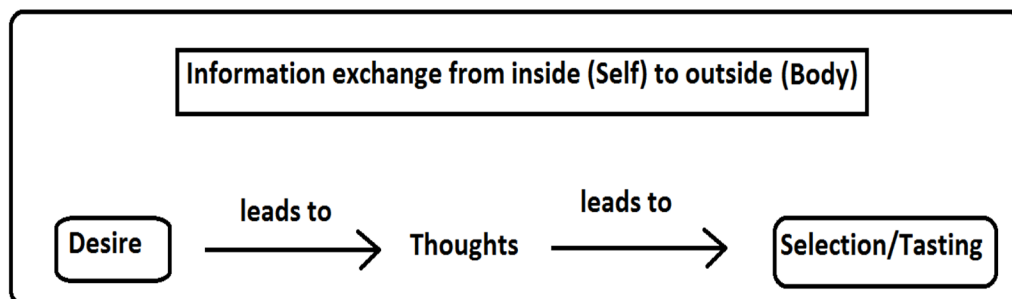 Information exchange from inside (Self) to outside (Body)
leads to
leads to
Desire
Thoughts
Selection/Tasting